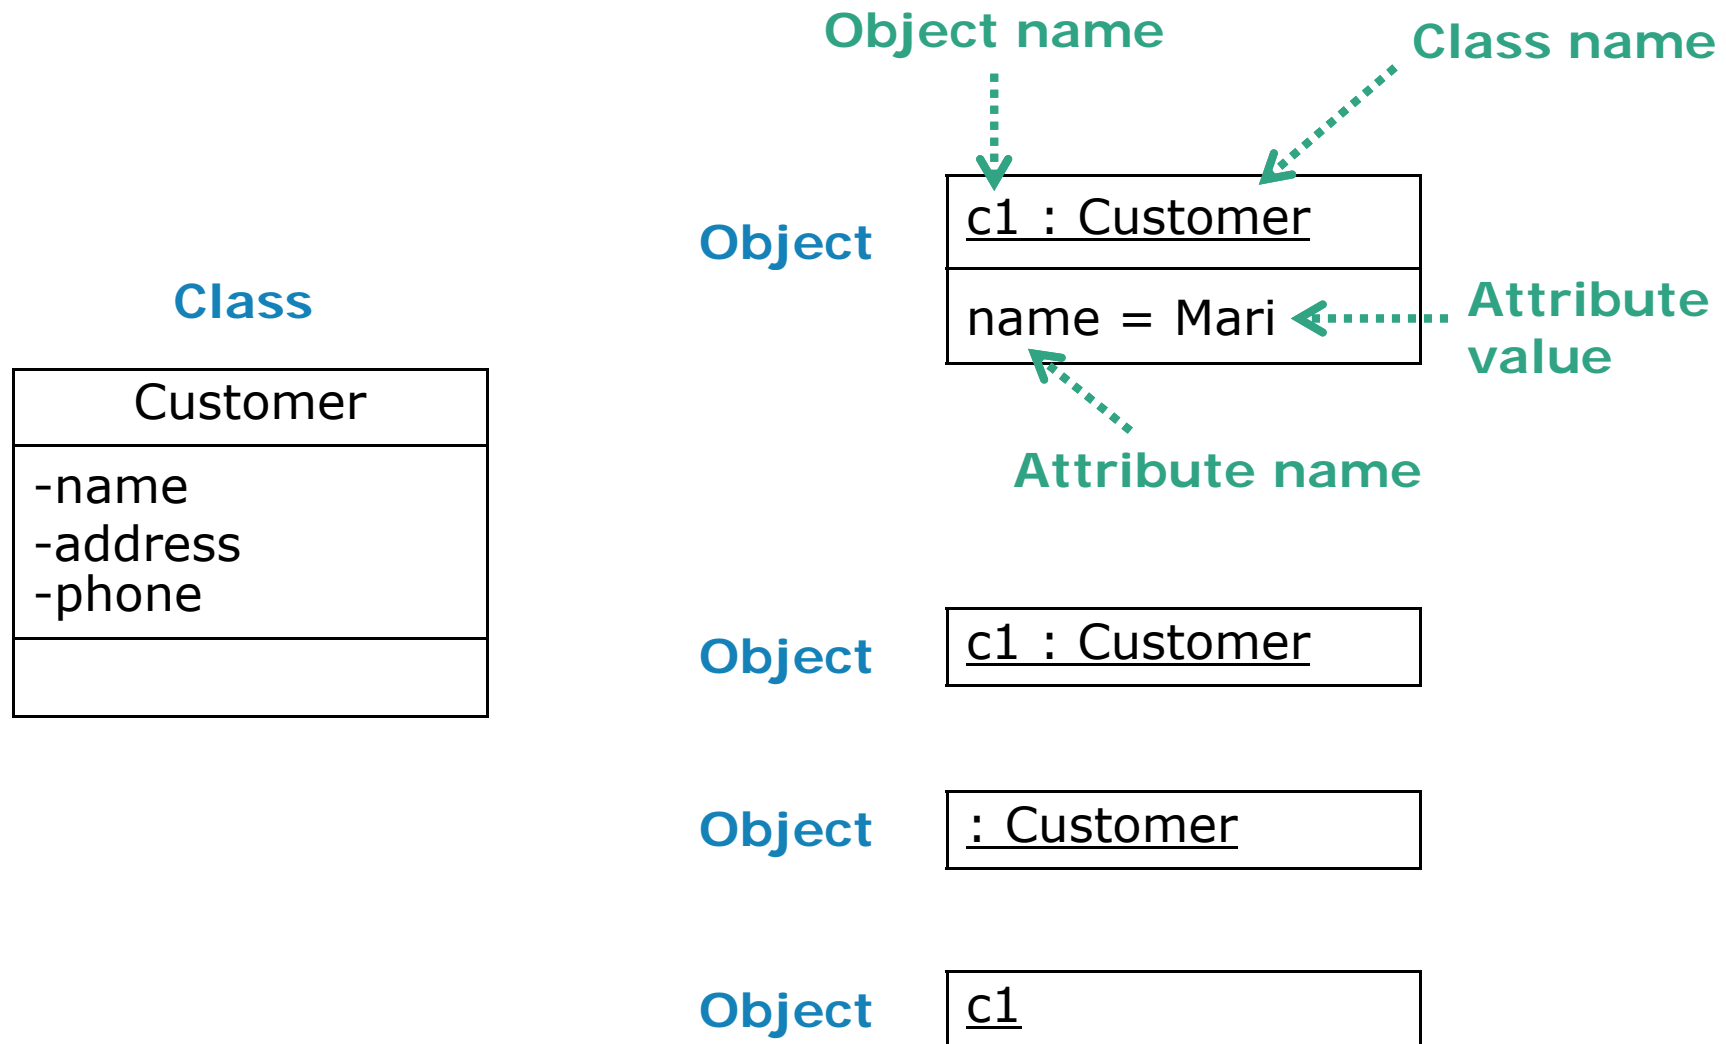 Object name
Class name
Object
c1 : Customer
name = Mari
Attribute
value
Attribute name
Class
Customer
-name
-address
-phone
Object
c1 : Customer
Object
: Customer
Object
c1